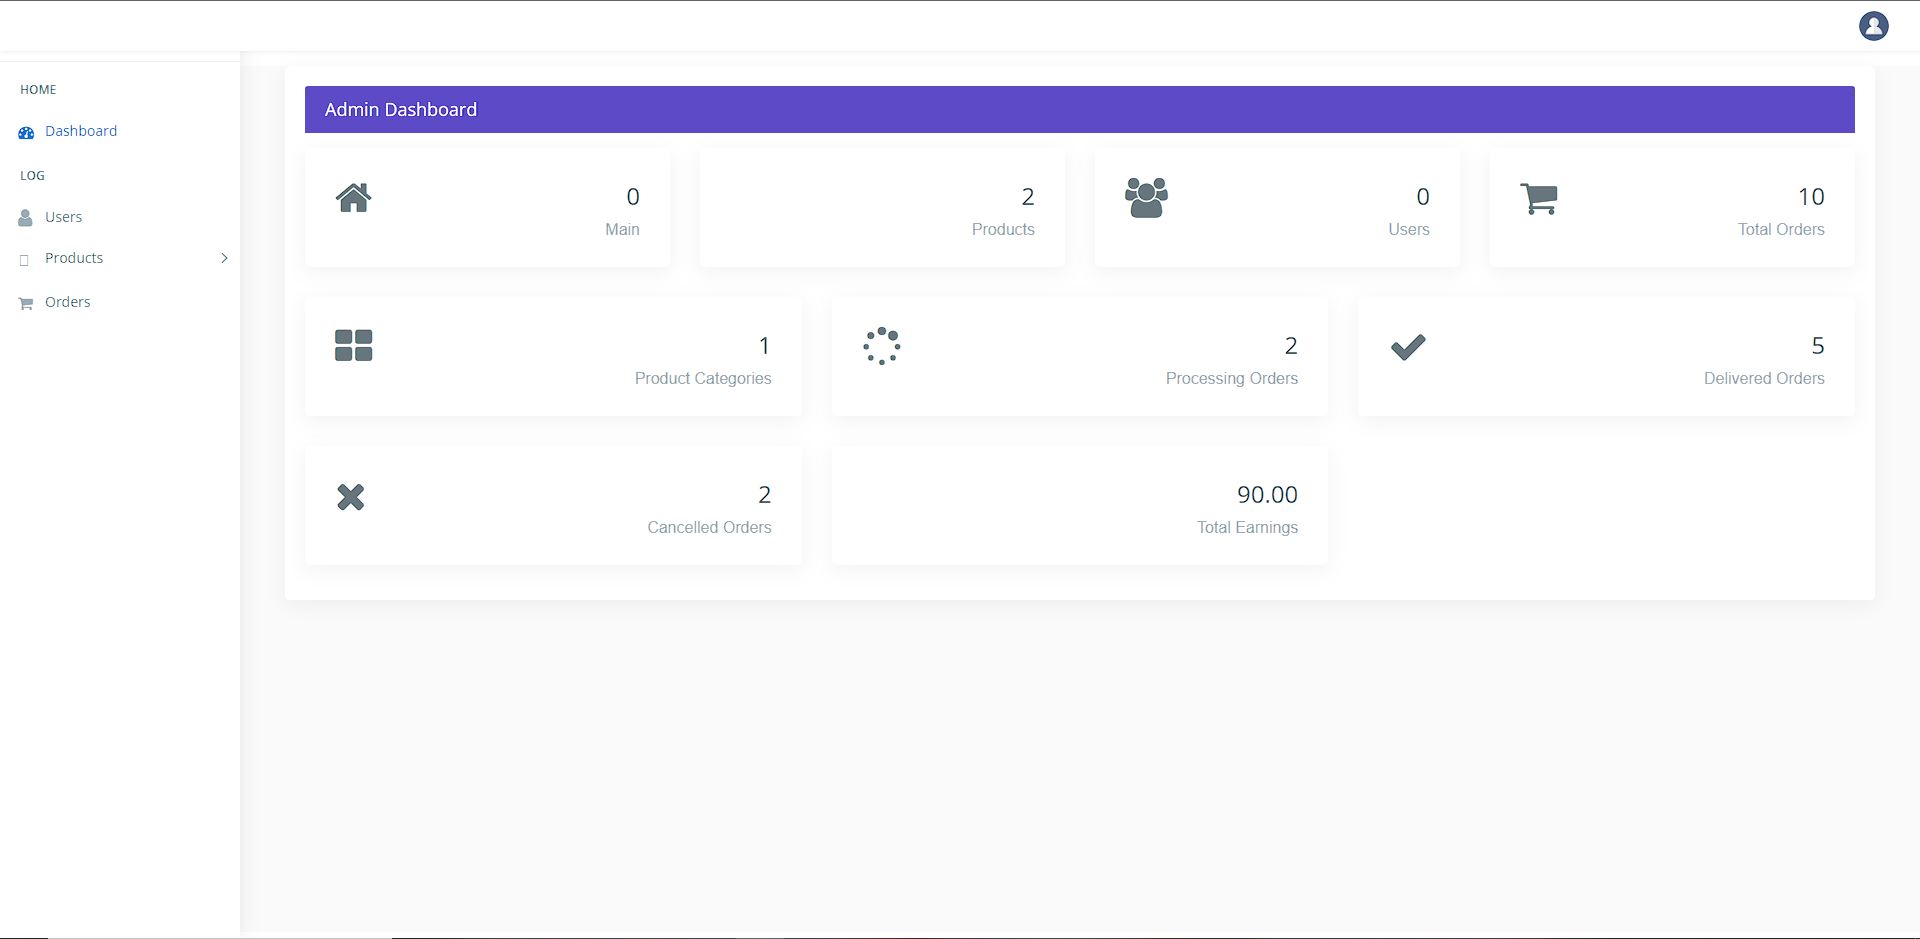 HOME
Dashboard
LOG
Users
Products
Orders
Admin Dashboard
0
Main
2
Products
0
Users
10
Total Orders
1
Product Categories
2
Processing Orders
5
Delivered Orders
2
Cancelled Orders
90.00
Total Earnings